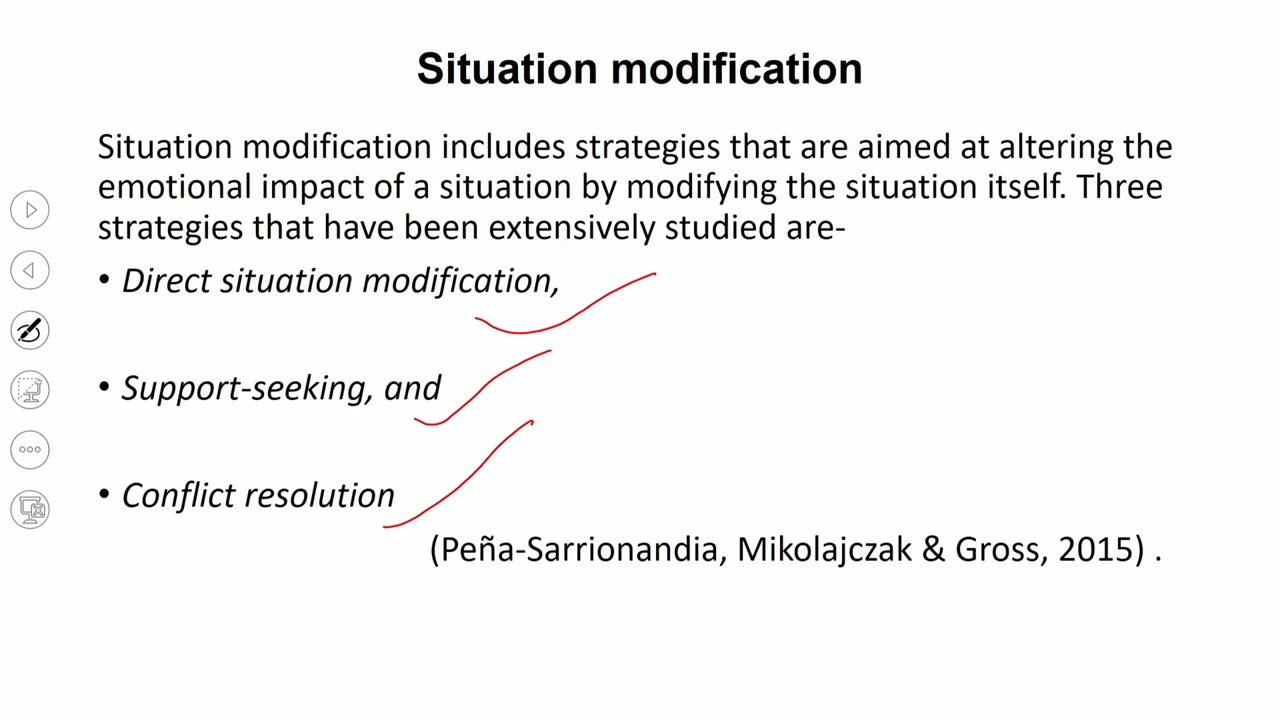 Situation modification
Situation modification includes strategies that are aimed at altering the
emotional impact of a situation by modifying the situation itself. Three
strategies that have been extensively studied are-
• Direct situation modification,
• Support-seeking, and
• Conflict resolution
(Peña-Sarrionandia, Mikolajczak & Gross, 2015) .